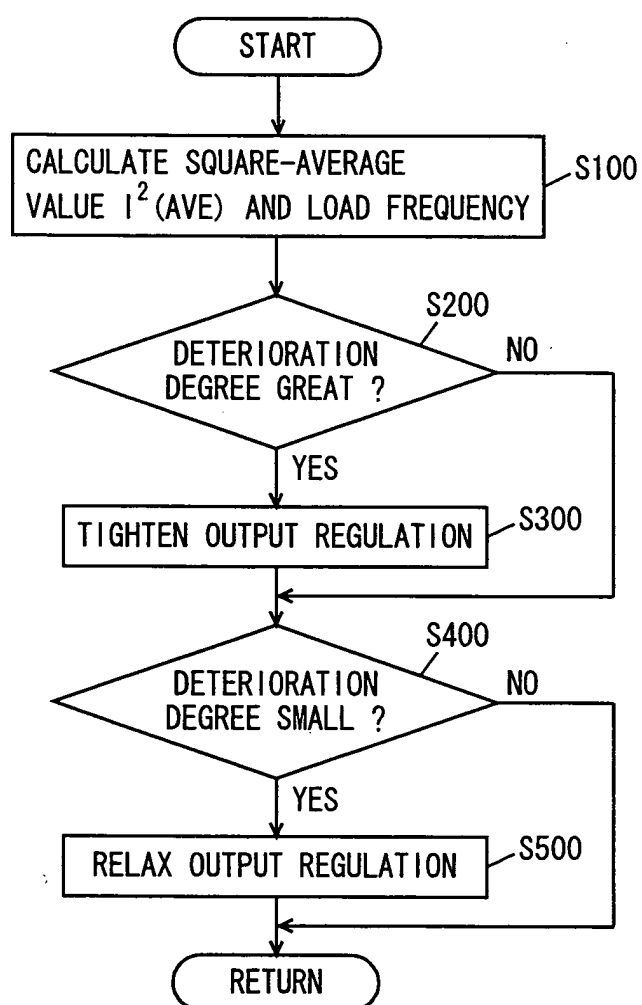 START
CALCULATE SQUARE-AVERAGE
VALUE I²(AVE) AND LOAD FREQUENCY
S100
S200
DETERIORATION
DEGREE GREAT ?
NO
YES
TIGHTEN OUTPUT REGULATION
S300
S400
DETERIORATION
DEGREE SMALL ?
NO
YES
RELAX OUTPUT REGULATION
S500
RETURN